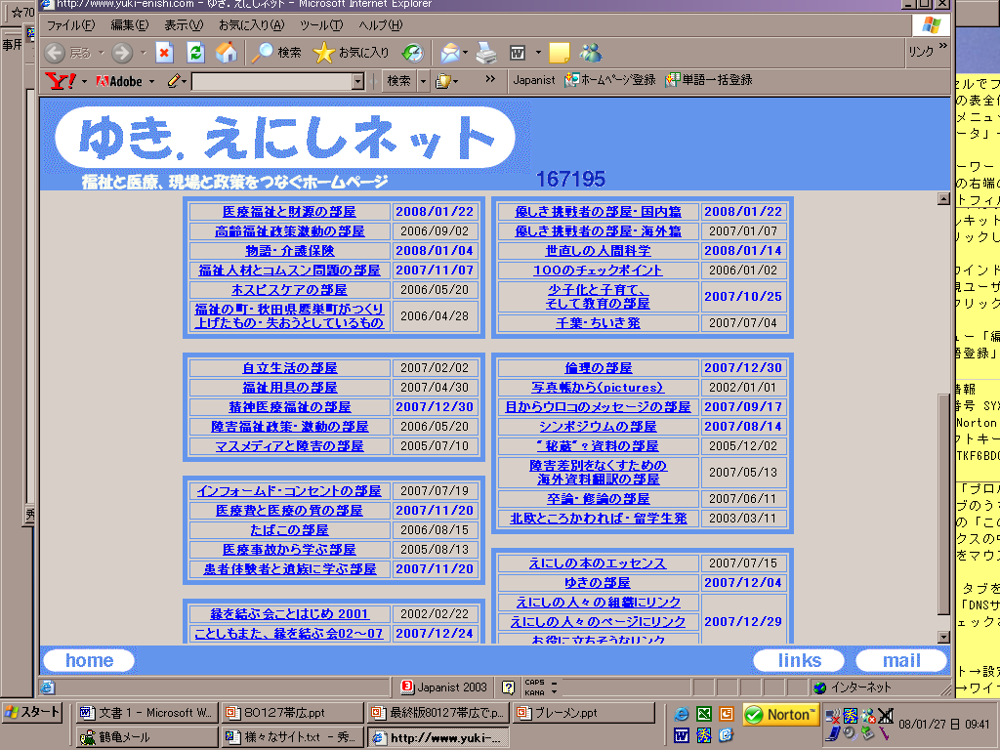 http://www.yuki-enishi.com - ゆき.えにしネット - Microsoft Internet Explorer
ファイル(F) 編集(E) 表示(V) お気に入り(A) ツール(T) ヘルプ(H)
戻る 検索 お気に入り リンク »
Y! Adobe 検索 » Japanist ホームページ登録 単語一括登録
ゆき.えにしネット
福祉と医療、現場と政策をつなぐホームページ
167195
医療福祉と財源の部屋 2008/01/22
高齢福祉政策激動の部屋 2006/09/02
物語・介護保険 2008/01/04
福祉人材とコムスン問題の部屋 2007/11/07
ホスピスケアの部屋 2006/05/20
福祉の町・秋田県鷹巣町がつくり
上げたもの・失おうとしているもの 2006/04/28
自立生活の部屋 2007/02/02
福祉用具の部屋 2007/04/30
精神医療福祉の部屋 2007/12/30
障害福祉政策・激動の部屋 2006/05/20
マスメディアと障害の部屋 2005/07/10
インフォームド・コンセントの部屋 2007/07/19
医療費と医療の質の部屋 2007/11/20
たばこの部屋 2006/08/15
医療事故から学ぶ部屋 2005/08/13
患者体験者と遺族に学ぶ部屋 2007/11/20
縁を結ぶ会ことはじめ 2001 2002/02/22
ことしもまた、縁を結ぶ会02～07 2007/12/24
優しき挑戦者の部屋・国内篇 2008/01/22
優しき挑戦者の部屋・海外篇 2007/01/07
世直しの人間科学 2008/01/14
100のチェックポイント 2006/01/02
少子化と子育て、
そして教育の部屋 2007/10/25
千葉・ちいき発 2007/07/04
倫理の部屋 2007/12/30
写真帳から(pictures) 2002/01/01
目からウロコのメッセージの部屋 2007/09/17
シンポジウムの部屋 2007/08/14
"秘蔵"?資料の部屋 2005/12/02
障害差別をなくすための
海外資料翻訳の部屋 2007/05/13
卒論・修論の部屋 2007/06/11
北欧ところかわれば・留学生発 2003/03/11
えにしの本のエッセンス 2007/07/15
ゆきの部屋 2007/12/04
えにしの人々の組織にリンク
えにしの人々のページにリンク 2007/12/29
お役に立ちそうなリンク
home links mail
Japanist 2003 CAPS KANA インターネット
スタート 文書 1 - Microsoft W... 80127帯広.ppt 最終版80127帯広で.p... ブレーメン.ppt Norton
鶴亀メール 様々なサイト.txt - 秀... http://www.yuki-... 08/01/27 日 09:41